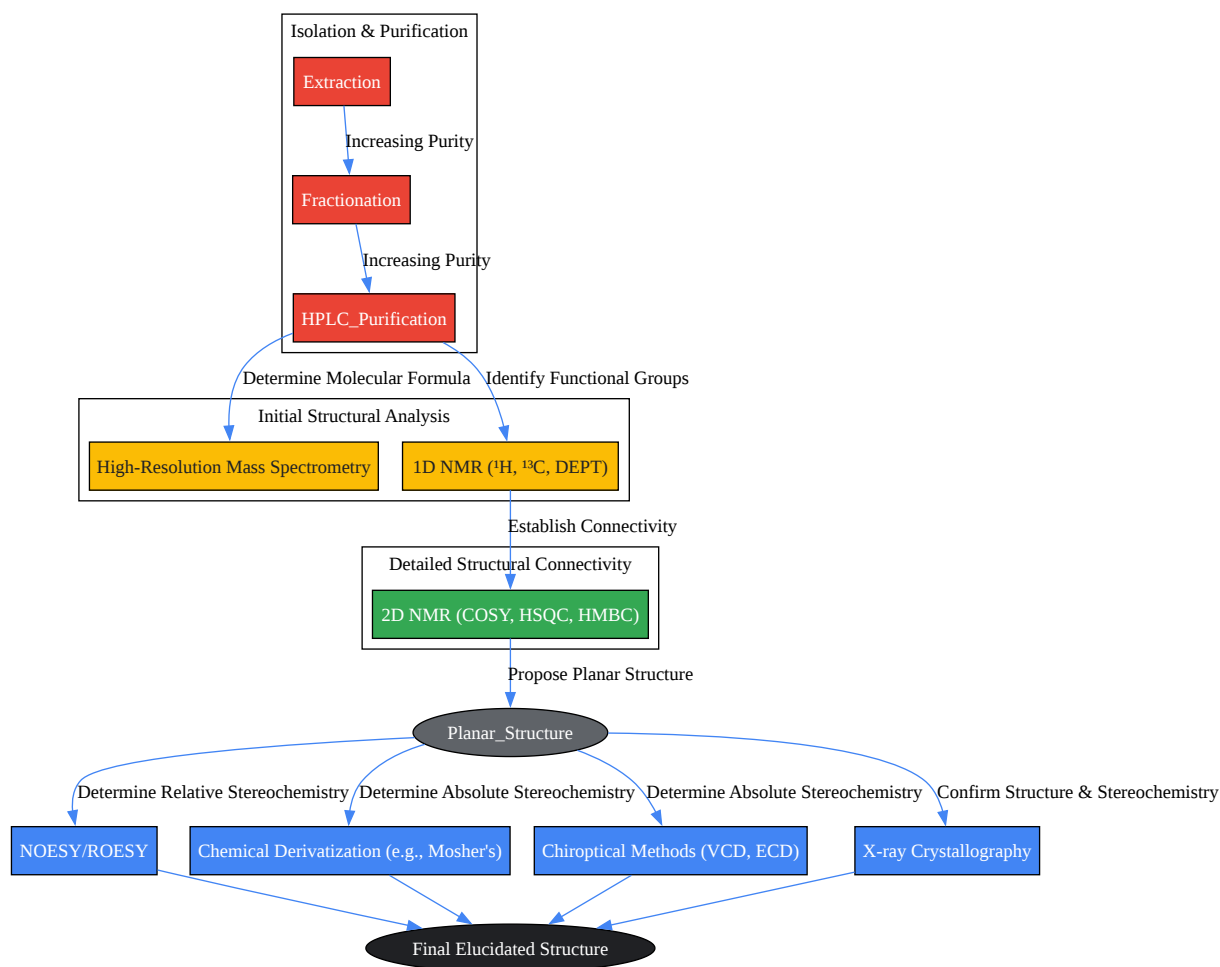 Isolation & Purification
Extraction
Increasing Purity
Fractionation
Increasing Purity
HPLC_Purification
Determine Molecular Formula
Identify Functional Groups
Initial Structural Analysis
High-Resolution Mass Spectrometry
1D NMR (¹H, ¹³C, DEPT)
Establish Connectivity
Detailed Structural Connectivity
2D NMR (COSY, HSQC, HMBC)
Propose Planar Structure
Planar_Structure
Determine Relative Stereochemistry
Determine Absolute Stereochemistry
Determine Absolute Stereochemistry
Confirm Structure & Stereochemistry
NOESY/ROESY
Chemical Derivatization (e.g., Mosher's)
Chiroptical Methods (VCD, ECD)
X-ray Crystallography
Final Elucidated Structure